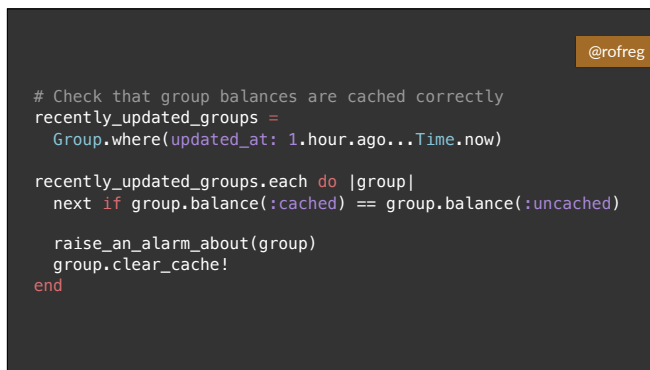 @rofreg
# Check that group balances are cached correctly
recently_updated_groups =
  Group.where(updated_at: 1.hour.ago...Time.now)
recently_updated_groups.each do |group|
  next if group.balance(:cached) == group.balance(:uncached)
  raise_an_alarm_about(group)
  group.clear_cache!
end